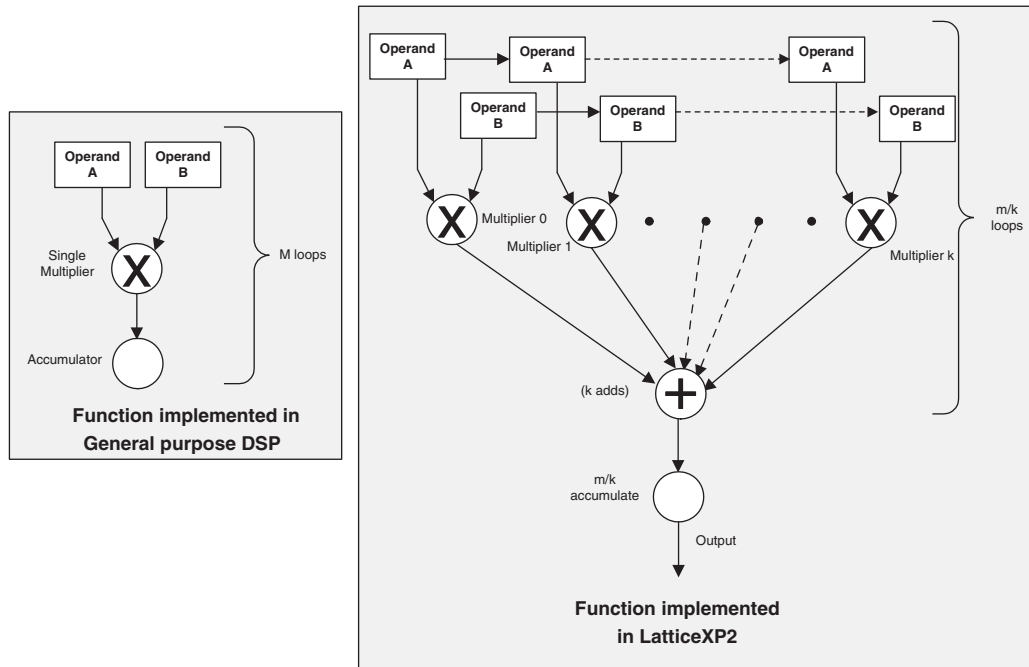 Operand
A
Operand
B
Single
Multiplier
X
M loops
Accumulator
Function implemented in
General purpose DSP
Operand
A
Operand
A
Operand
A
Operand
B
Operand
B
Operand
B
X
Multiplier 0
X
Multiplier 1
X
Multiplier k
m/k
loops
(k adds)
+
m/k
accumulate
Output
Function implemented
in LatticeXP2